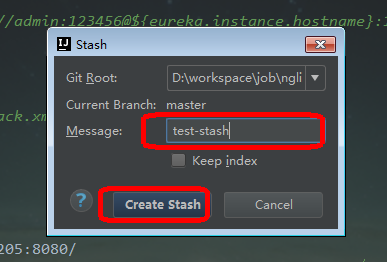 //admin:123456@${eureka.instance.hostname}:
Stash
Git Root: D:\workspace\job\ngli
Current Branch: master
ack.xm
Message: test-stash
Keep index
? Create Stash Cancel
205:8080/